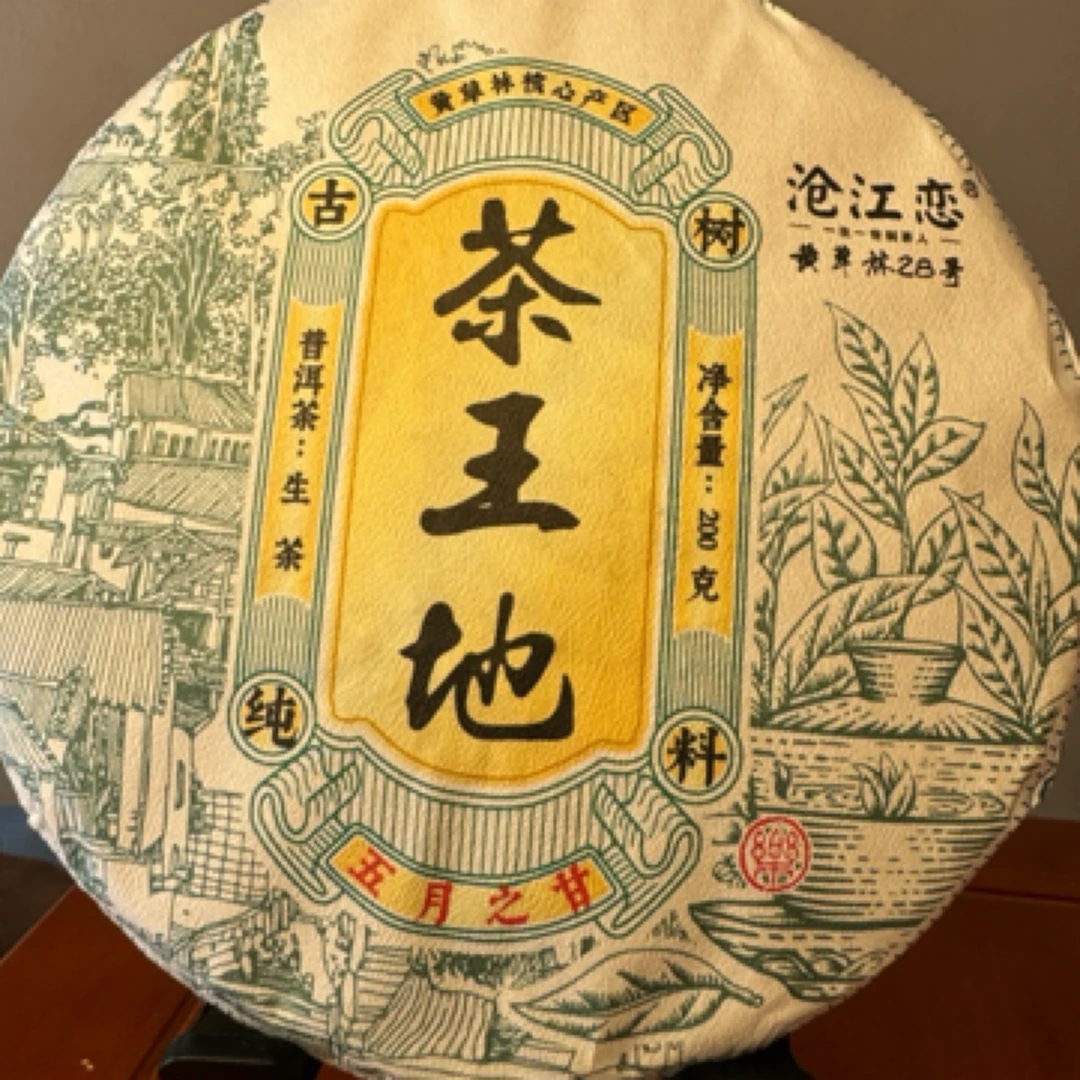 黄草林核心产区
古树
纯料
茶王地
普洱茶：生茶
净含量：200克
五月之甘
沧江恋®
黄草林28号